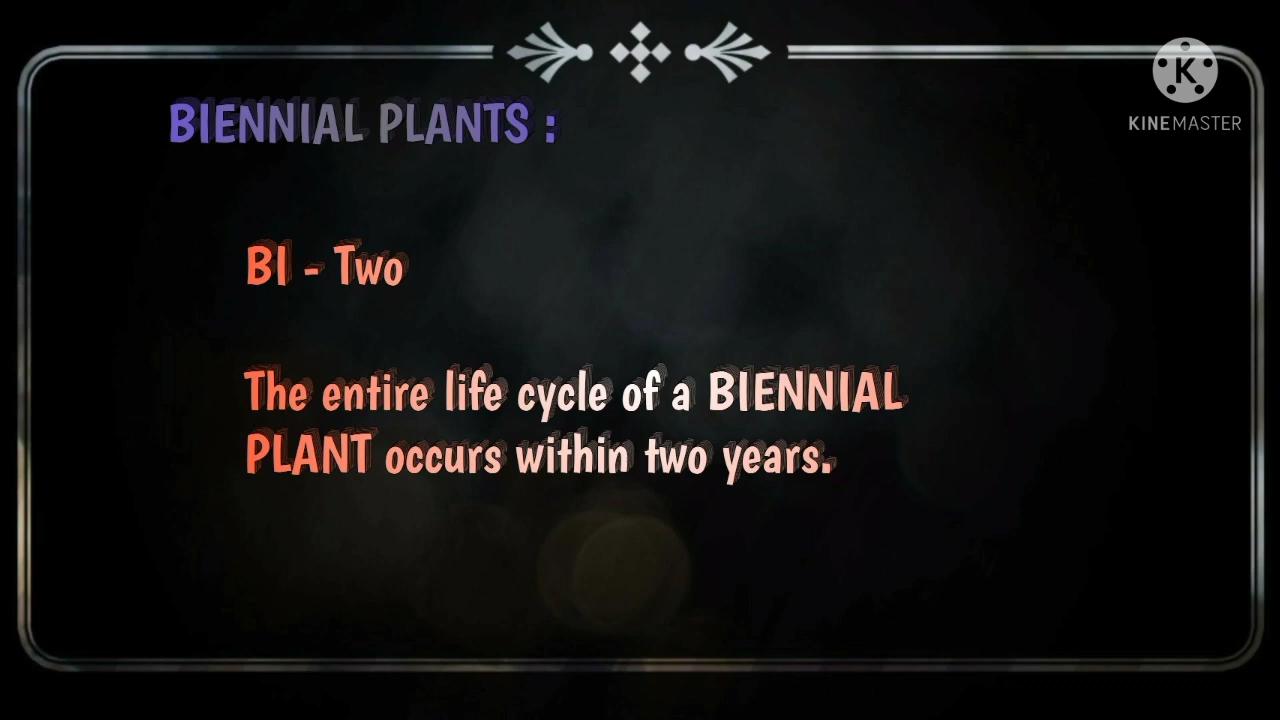 BIENNIAL PLANTS :
K
KINEMASTER
BI - Two
The entire life cycle of a BIENNIAL
PLANT occurs within two years.